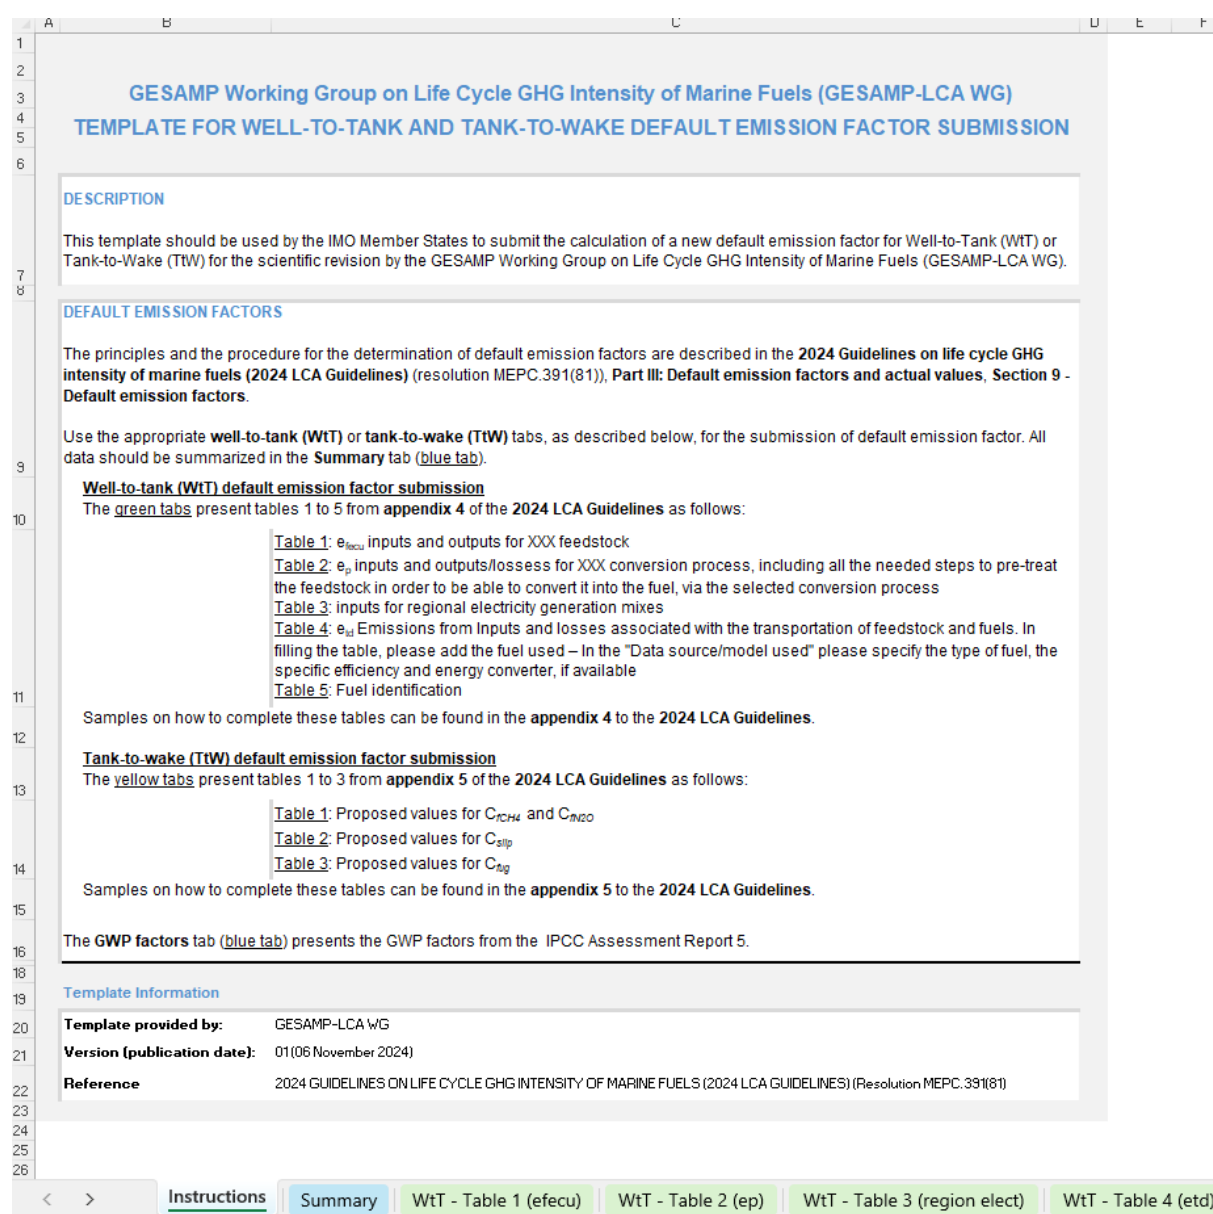 A B C D E F
1
2
3 GESAMP Working Group on Life Cycle GHG Intensity of Marine Fuels (GESAMP-LCA WG)
4
5 TEMPLATE FOR WELL-TO-TANK AND TANK-TO-WAKE DEFAULT EMISSION FACTOR SUBMISSION
6
DESCRIPTION
This template should be used by the IMO Member States to submit the calculation of a new default emission factor for Well-to-Tank (WtT) or
Tank-to-Wake (TtW) for the scientific revision by the GESAMP Working Group on Life Cycle GHG Intensity of Marine Fuels (GESAMP-LCA WG).
7
8
DEFAULT EMISSION FACTORS
The principles and the procedure for the determination of default emission factors are described in the 2024 Guidelines on life cycle GHG
intensity of marine fuels (2024 LCA Guidelines) (resolution MEPC.391(81)), Part III: Default emission factors and actual values, Section 9 -
Default emission factors.
Use the appropriate well-to-tank (WtT) or tank-to-wake (TtW) tabs, as described below, for the submission of default emission factor. All
data should be summarized in the Summary tab (blue tab).
9
Well-to-tank (WtT) default emission factor submission
The green tabs present tables 1 to 5 from appendix 4 of the 2024 LCA Guidelines as follows:
10
Table 1: efecu inputs and outputs for XXX feedstock
Table 2: ep inputs and outputs/lossess for XXX conversion process, including all the needed steps to pre-treat
the feedstock in order to be able to convert it into the fuel, via the selected conversion process
Table 3: inputs for regional electricity generation mixes
Table 4: etd Emissions from Inputs and losses associated with the transportation of feedstock and fuels. In
filling the table, please add the fuel used – In the "Data source/model used" please specify the type of fuel, the
specific efficiency and energy converter, if available
Table 5: Fuel identification
11
Samples on how to complete these tables can be found in the appendix 4 to the 2024 LCA Guidelines.
12
Tank-to-wake (TtW) default emission factor submission
The yellow tabs present tables 1 to 3 from appendix 5 of the 2024 LCA Guidelines as follows:
13
Table 1: Proposed values for CfCH4 and CfN2O
Table 2: Proposed values for Cslip
Table 3: Proposed values for Cfug
14
Samples on how to complete these tables can be found in the appendix 5 to the 2024 LCA Guidelines.
15
The GWP factors tab (blue tab) presents the GWP factors from the IPCC Assessment Report 5.
16
18
19 Template Information
20 Template provided by: GESAMP-LCA WG
21 Version (publication date): 01(06 November 2024)
22 Reference 2024 GUIDELINES ON LIFE CYCLE GHG INTENSITY OF MARINE FUELS (2024 LCA GUIDELINES) (Resolution MEPC.391(81)
23
24
25
26
< > Instructions Summary WtT - Table 1 (efecu) WtT - Table 2 (ep) WtT - Table 3 (region elect) WtT - Table 4 (etd)